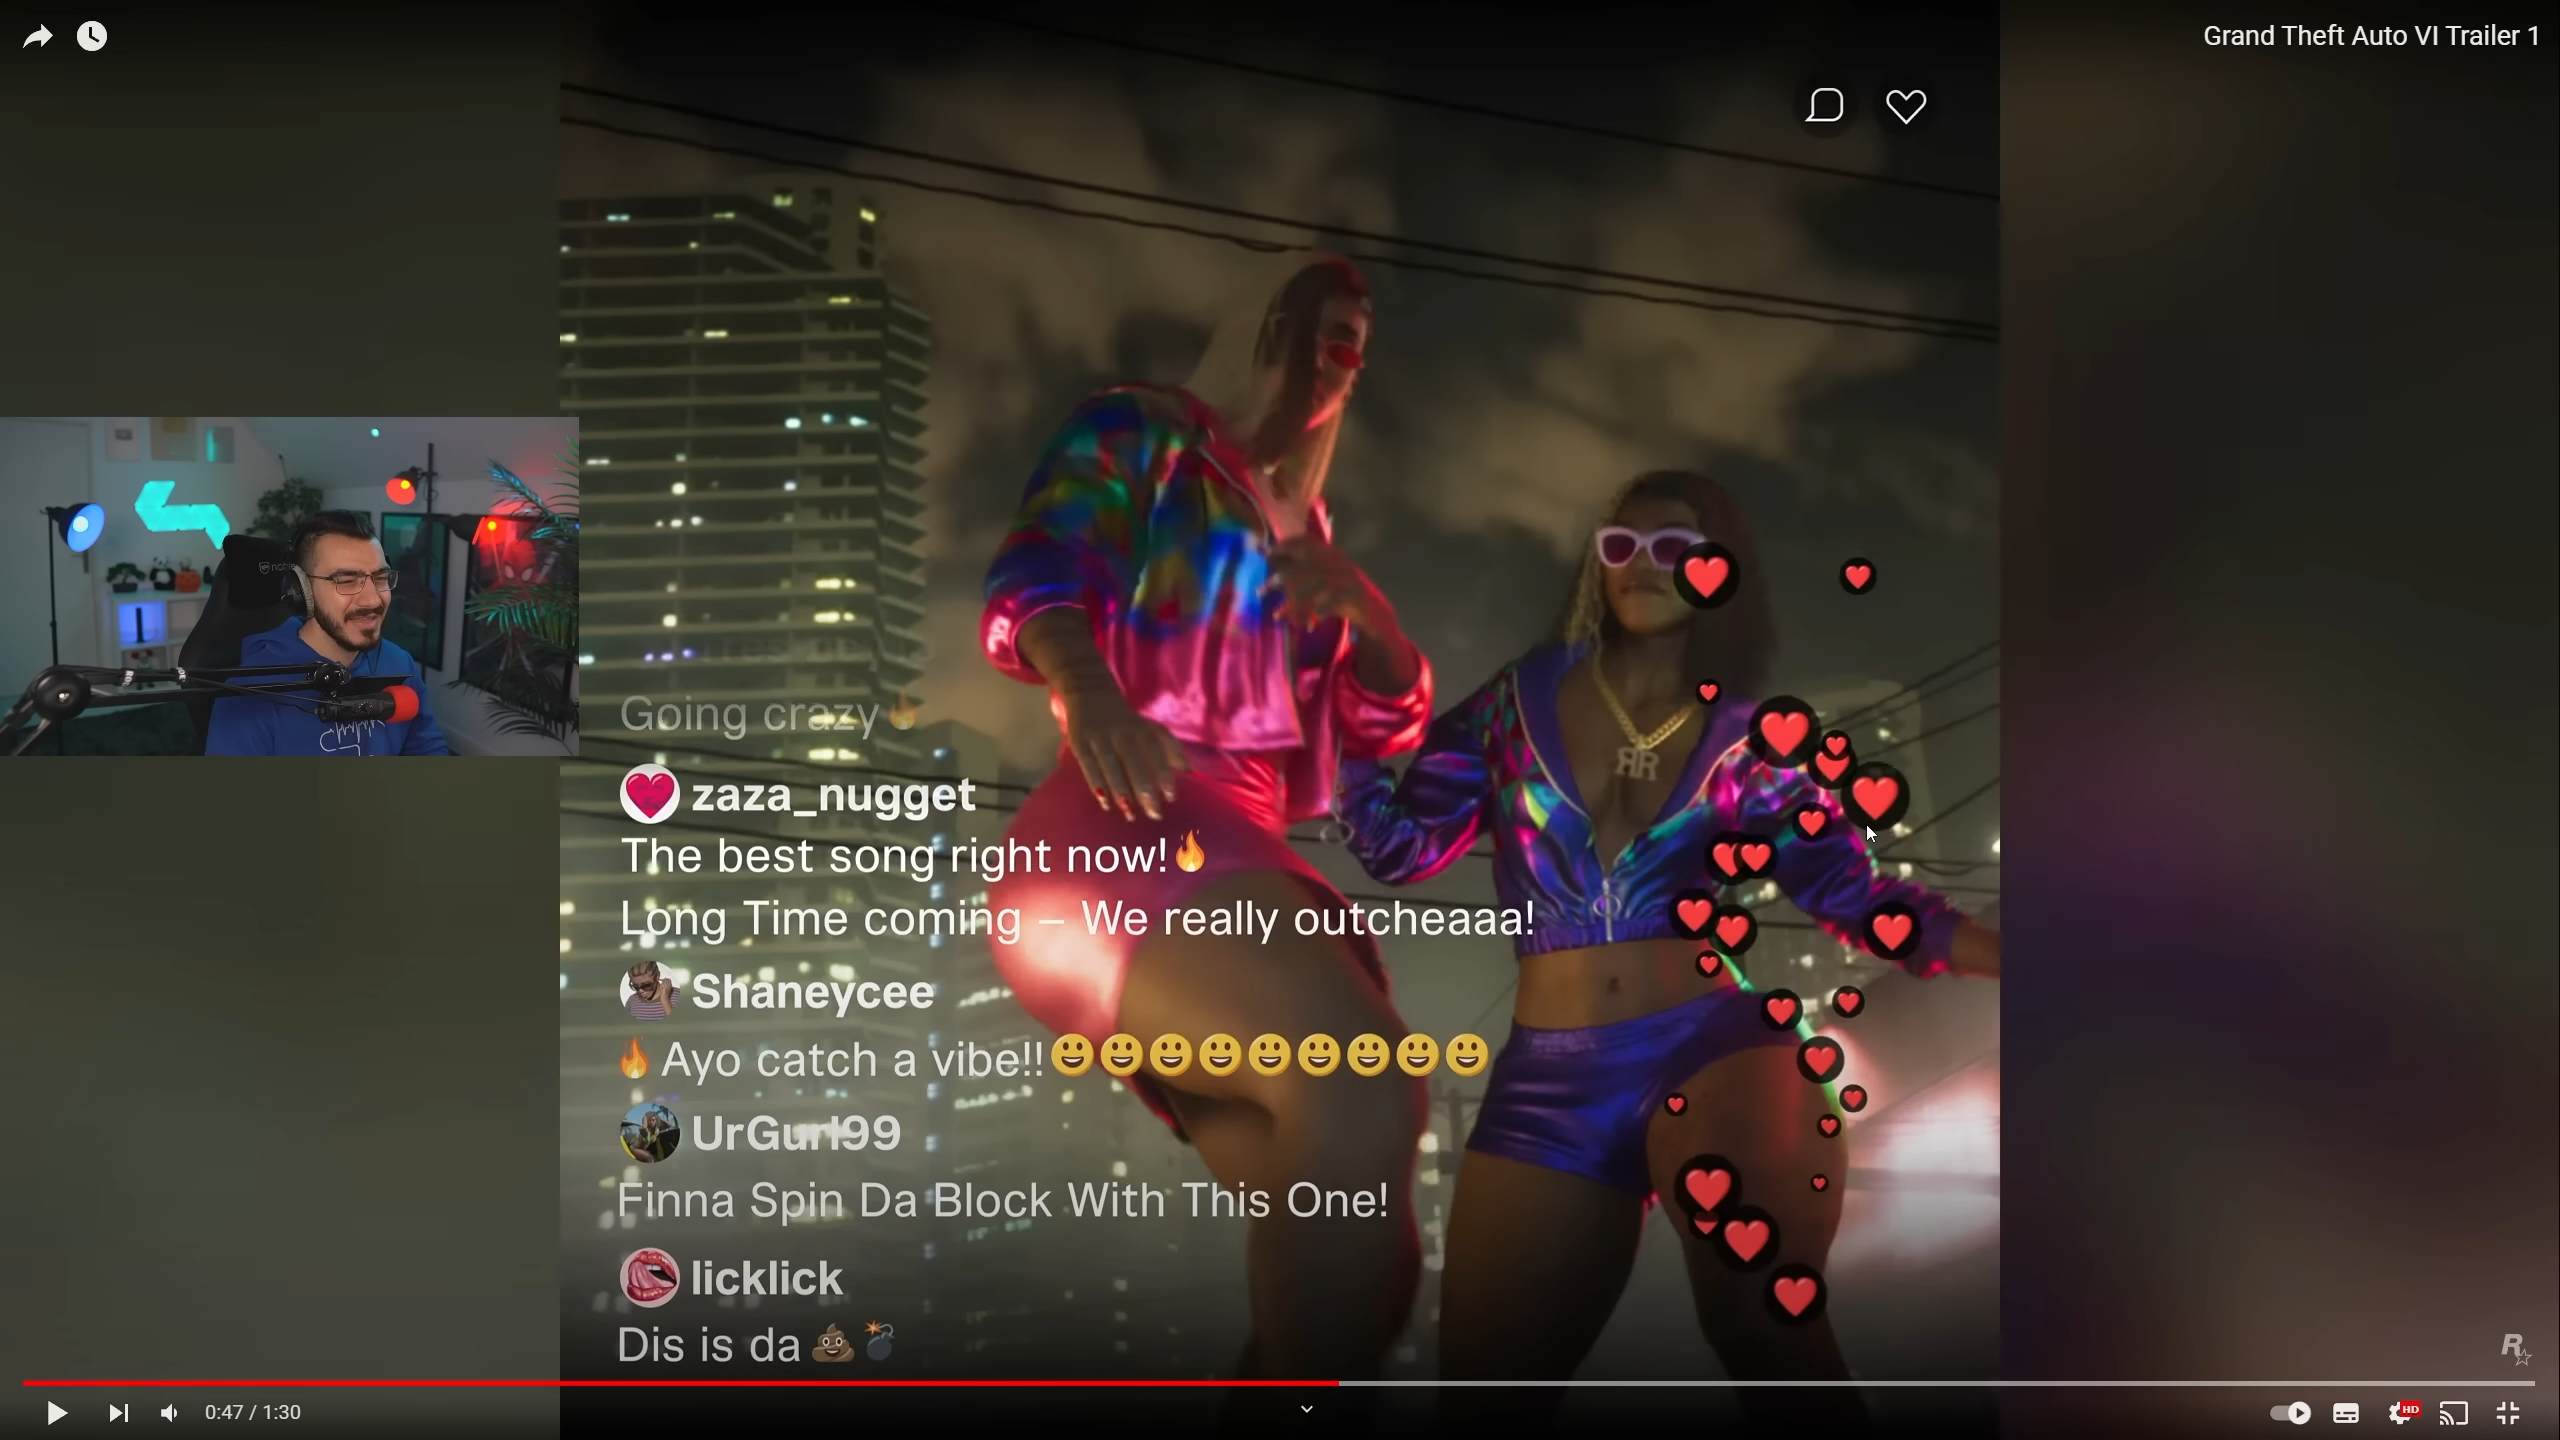 Grand Theft Auto VI Trailer 1
Going crazy🔥
zaza_nugget
The best song right now!🔥
Long Time coming – We really outcheaaa!
Shaneycee
🔥Ayo catch a vibe!!😃😃😃😃😃😃😃😃😃
UrGurl99
Finna Spin Da Block With This One!
licklick
Dis is da💩💣
RR
0:47 / 1:30
HD
R